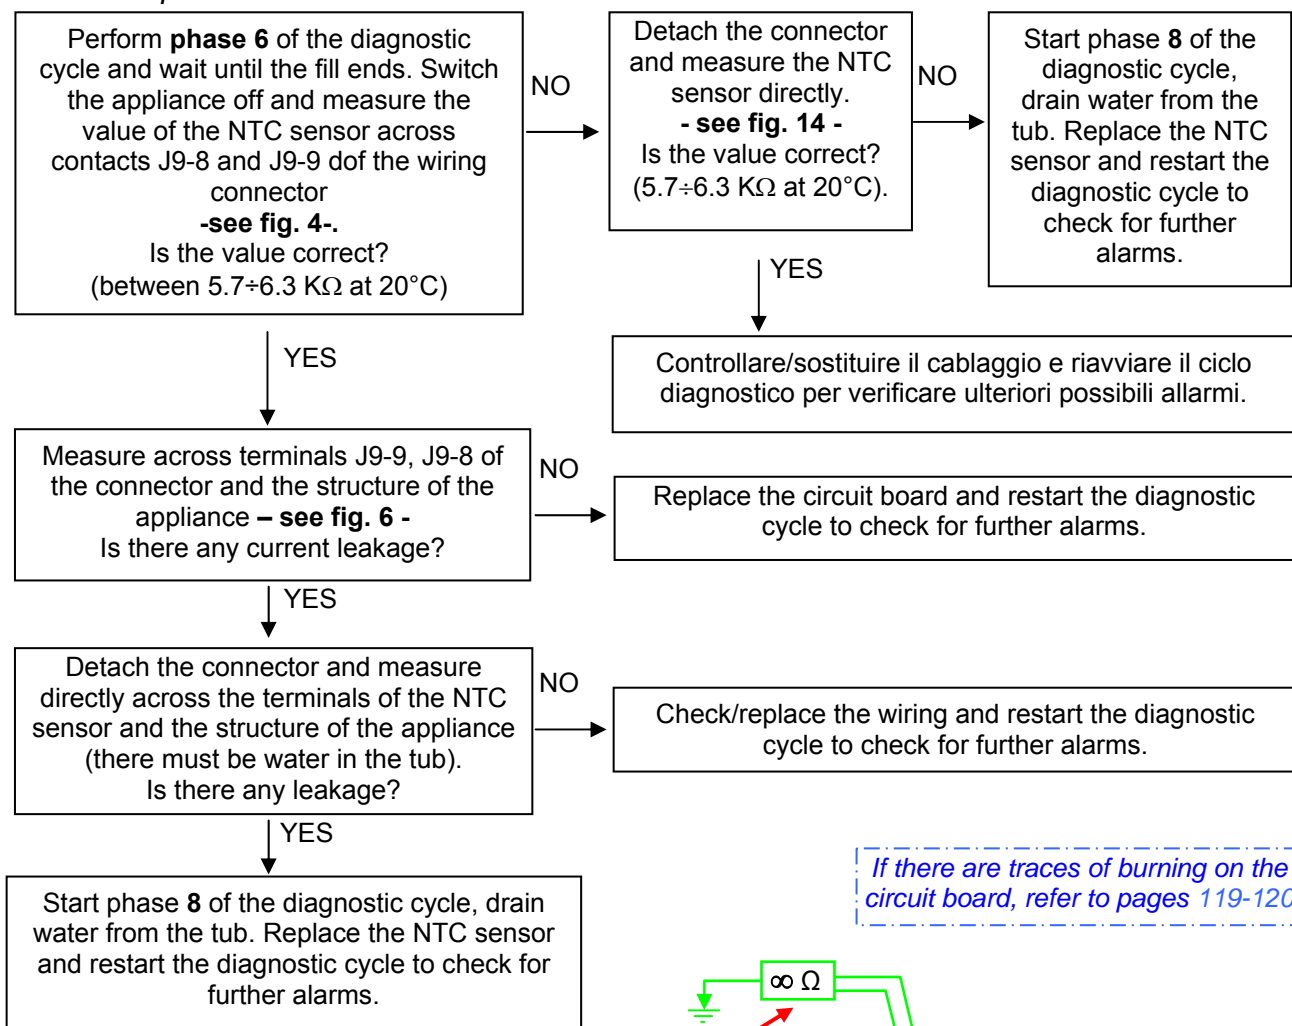 Perform phase 6 of the diagnostic
cycle and wait until the fill ends. Switch
the appliance off and measure the
value of the NTC sensor across
contacts J9-8 and J9-9 dof the wiring
connector
-see fig. 4-.
Is the value correct?
(between 5.7÷6.3 KΩ at 20°C)
NO
Detach the connector
and measure the NTC
sensor directly.
- see fig. 14 -
Is the value correct?
(5.7÷6.3 KΩ at 20°C).
NO
Start phase 8 of the
diagnostic cycle,
drain water from the
tub. Replace the NTC
sensor and restart the
diagnostic cycle to
check for further
alarms.
YES
YES
Controllare/sostituire il cablaggio e riavviare il ciclo
diagnostico per verificare ulteriori possibili allarmi.
Measure across terminals J9-9, J9-8 of
the connector and the structure of the
appliance – see fig. 6 -
Is there any current leakage?
NO
Replace the circuit board and restart the diagnostic
cycle to check for further alarms.
YES
Detach the connector and measure
directly across the terminals of the NTC
sensor and the structure of the appliance
(there must be water in the tub).
Is there any leakage?
NO
Check/replace the wiring and restart the diagnostic
cycle to check for further alarms.
YES
Start phase 8 of the diagnostic cycle, drain
water from the tub. Replace the NTC sensor
and restart the diagnostic cycle to check for
further alarms.
If there are traces of burning on the
circuit board, refer to pages 119-120
∞ Ω